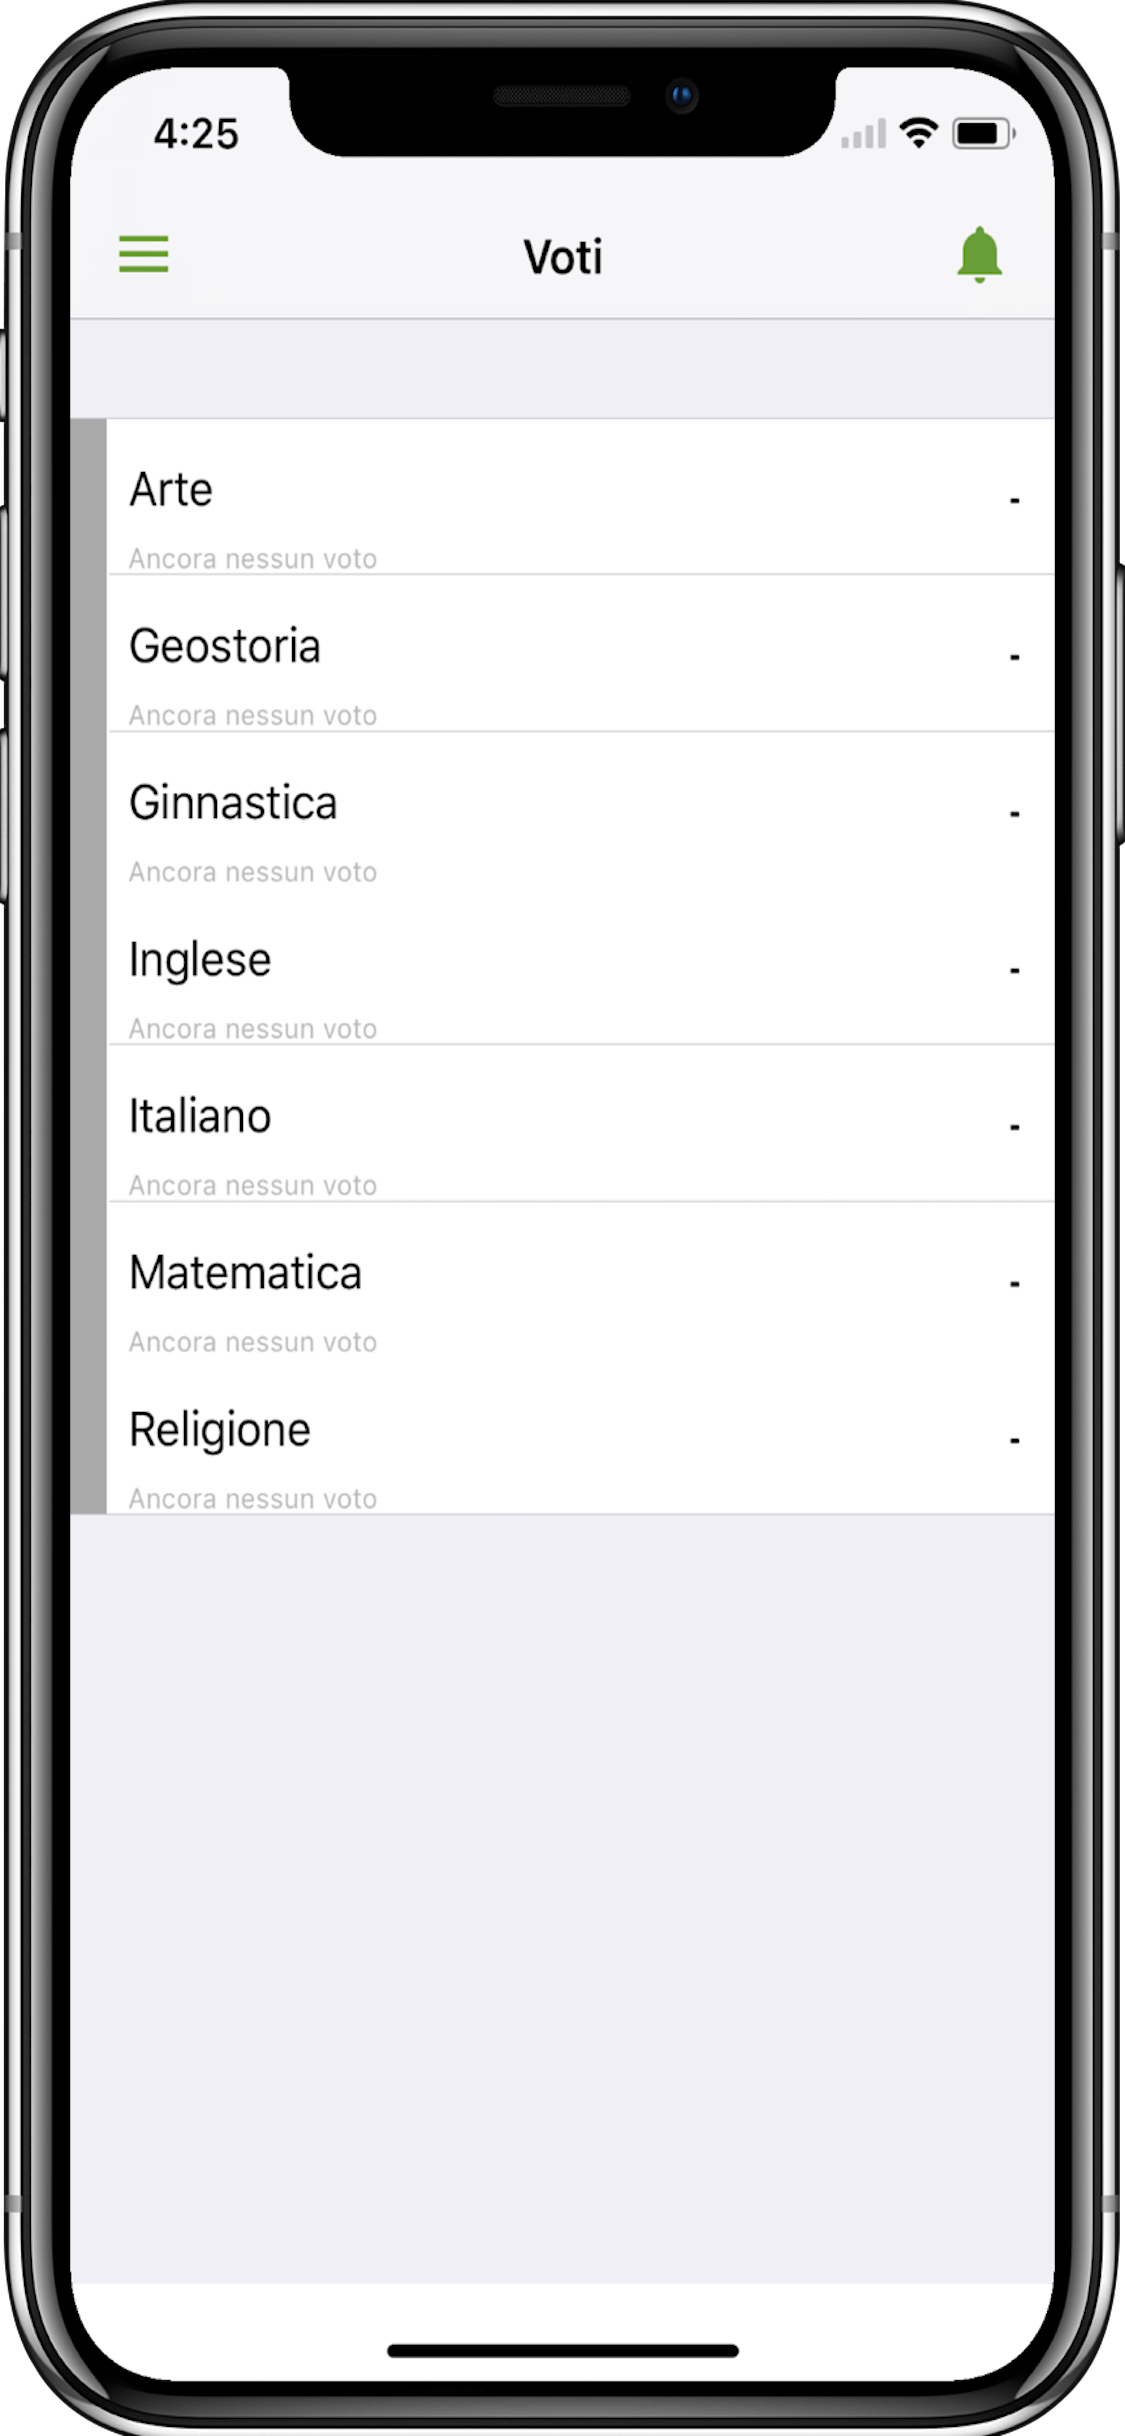 4:25
Voti
Arte
-
Ancora nessun voto
Geostoria
-
Ancora nessun voto
Ginnastica
-
Ancora nessun voto
Inglese
-
Ancora nessun voto
Italiano
-
Ancora nessun voto
Matematica
-
Ancora nessun voto
Religione
-
Ancora nessun voto